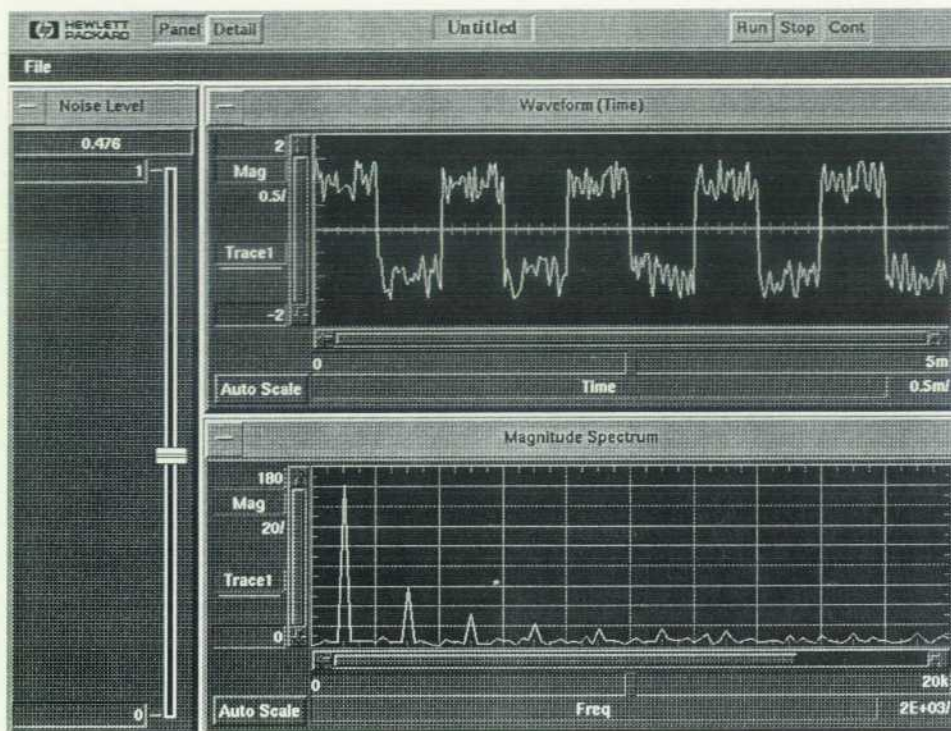 hp HEWLETT PACKARD Panel Detail Untitled Run Stop Cont
File
Noise Level
0.476
1
0
Waveform (Time)
2
Mag
0.5/
Trace1
-2
0 5m
Auto Scale Time 0.5m/
Magnitude Spectrum
180
Mag
20/
Trace1
0
0 20k
Auto Scale Freq 2E+03/